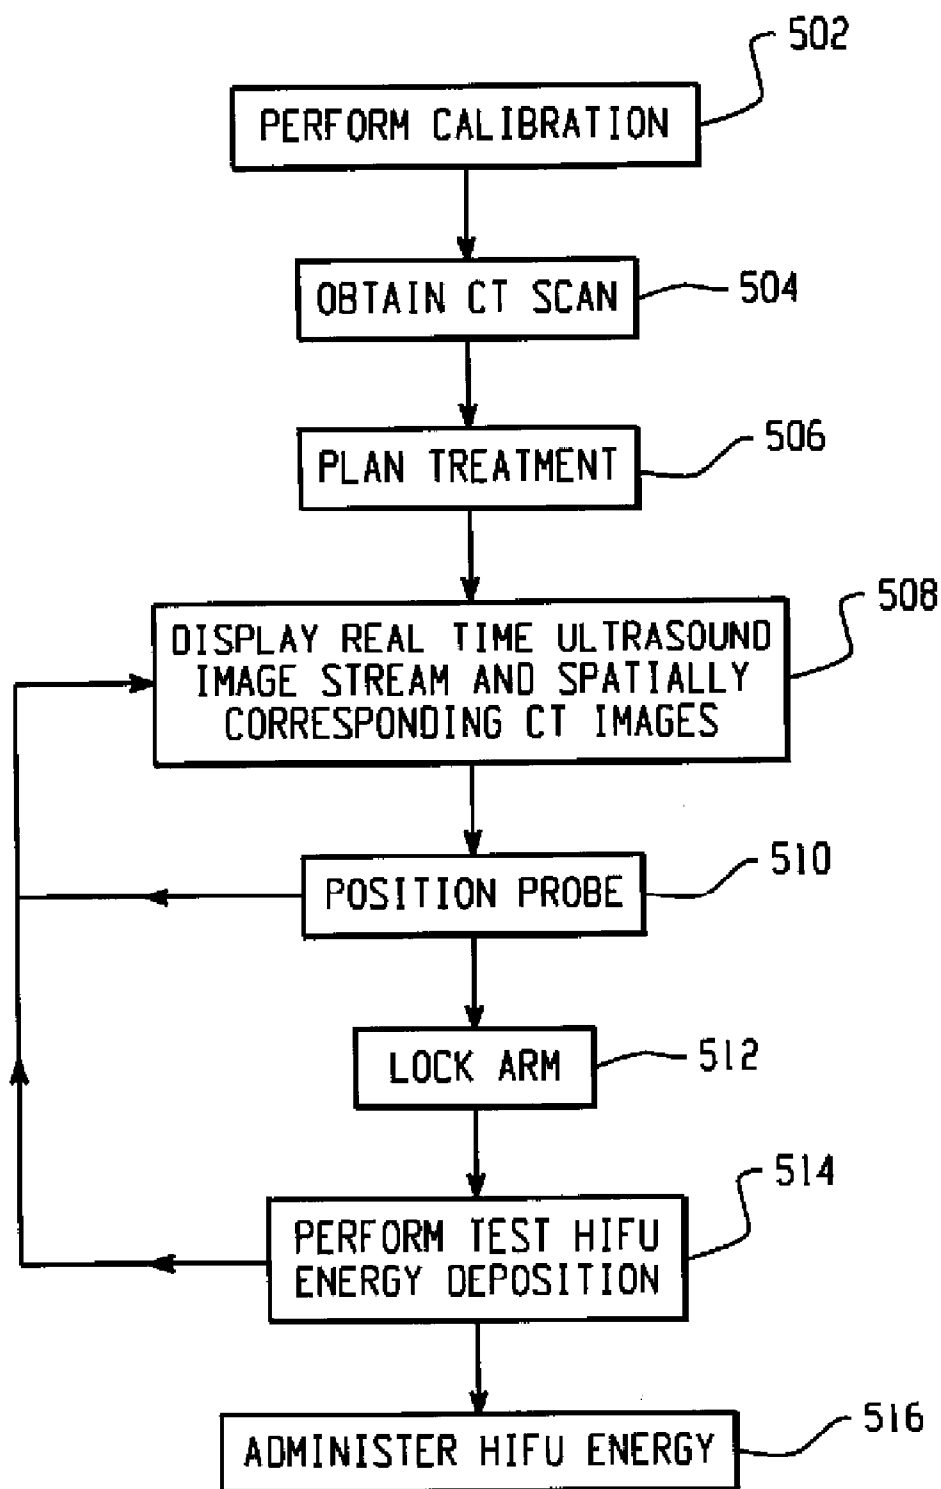 502
PERFORM CALIBRATION
OBTAIN CT SCAN
504
PLAN TREATMENT
506
508
DISPLAY REAL TIME ULTRASOUND
IMAGE STREAM AND SPATIALLY
CORRESPONDING CT IMAGES
POSITION PROBE
510
LOCK ARM
512
514
PERFORM TEST HIFU
ENERGY DEPOSITION
ADMINISTER HIFU ENERGY
516